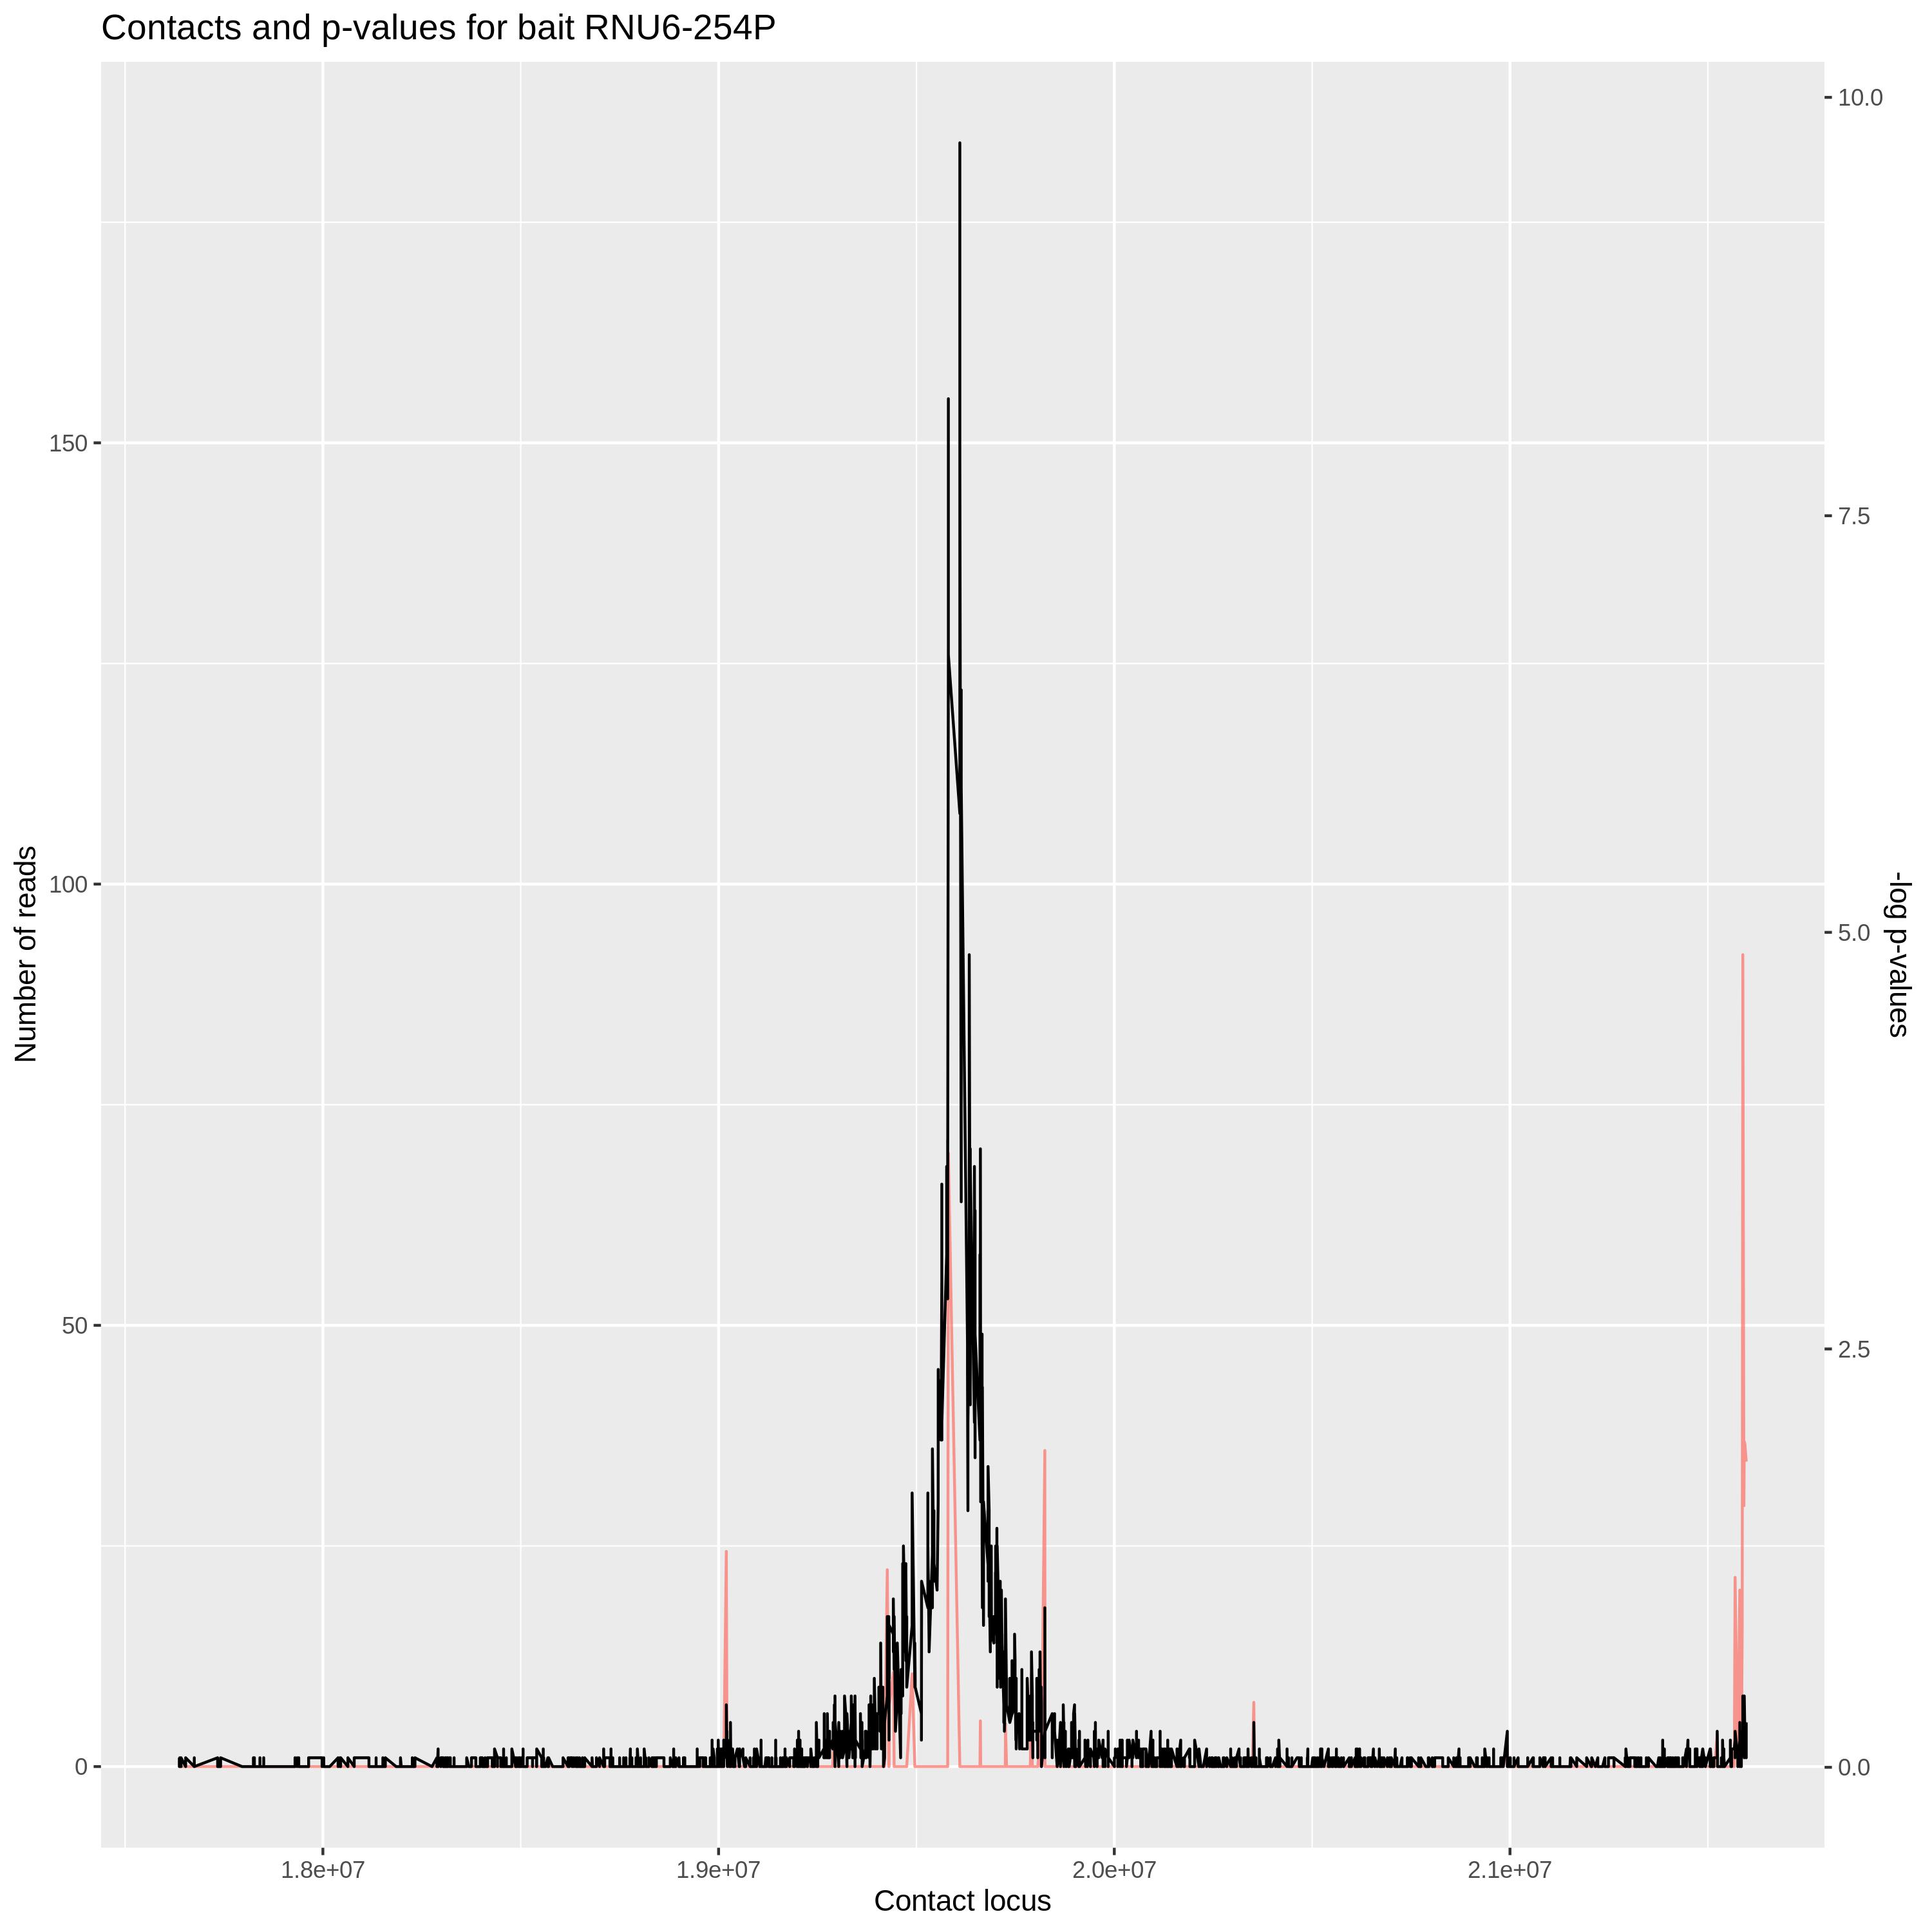 Contacts and p-values for bait RNU6-254P
10.0
150
7.5
Number of reads
100
-log p-values
5.0
50
2.5
0
0.0
1.8e+07
1.9e+07
2.0e+07
2.1e+07
Contact locus